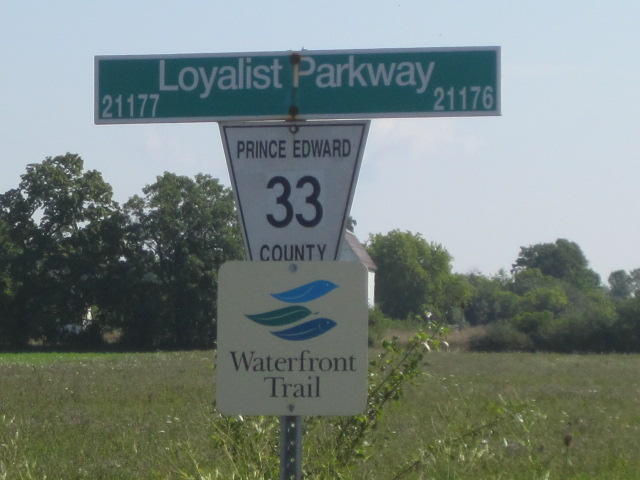 Loyalist Parkway
21177 21176
PRINCE EDWARD
33
COUNTY
Waterfront
Trail